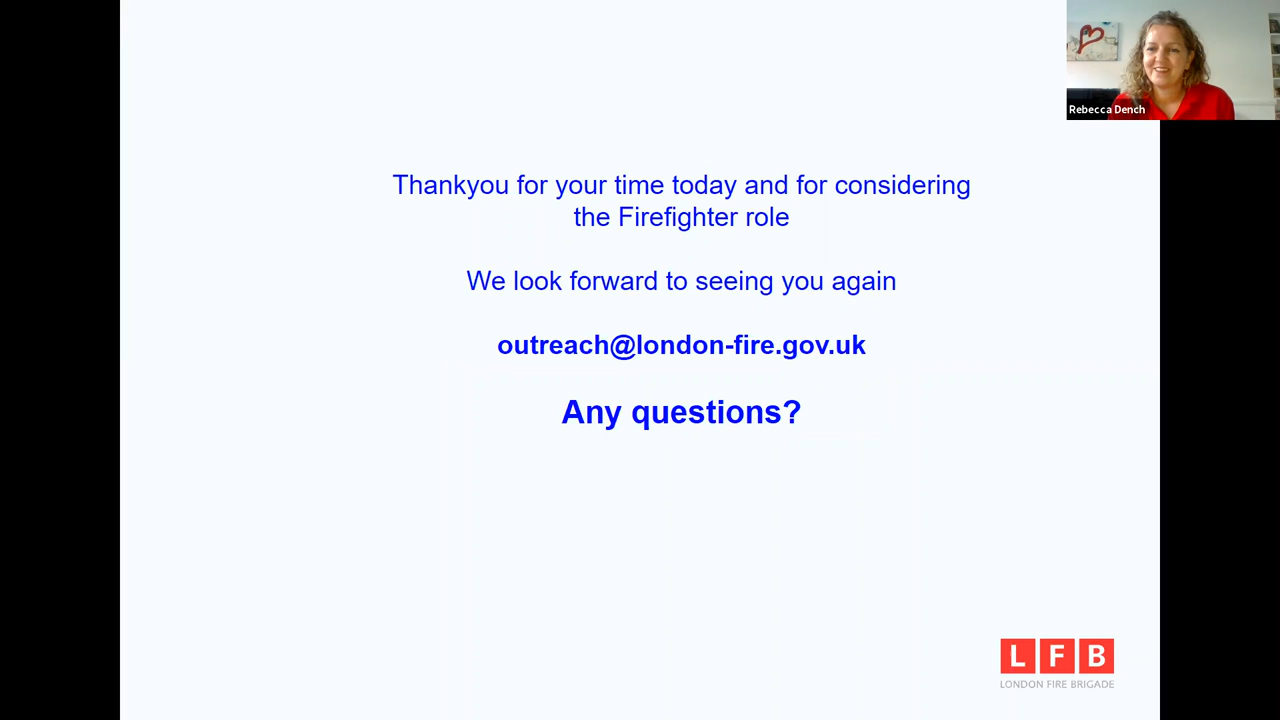 Rebecca Dench
Thankyou for your time today and for considering
the Firefighter role
We look forward to seeing you again
outreach@london-fire.gov.uk
Any questions?
LFB
LONDON FIRE BRIGADE